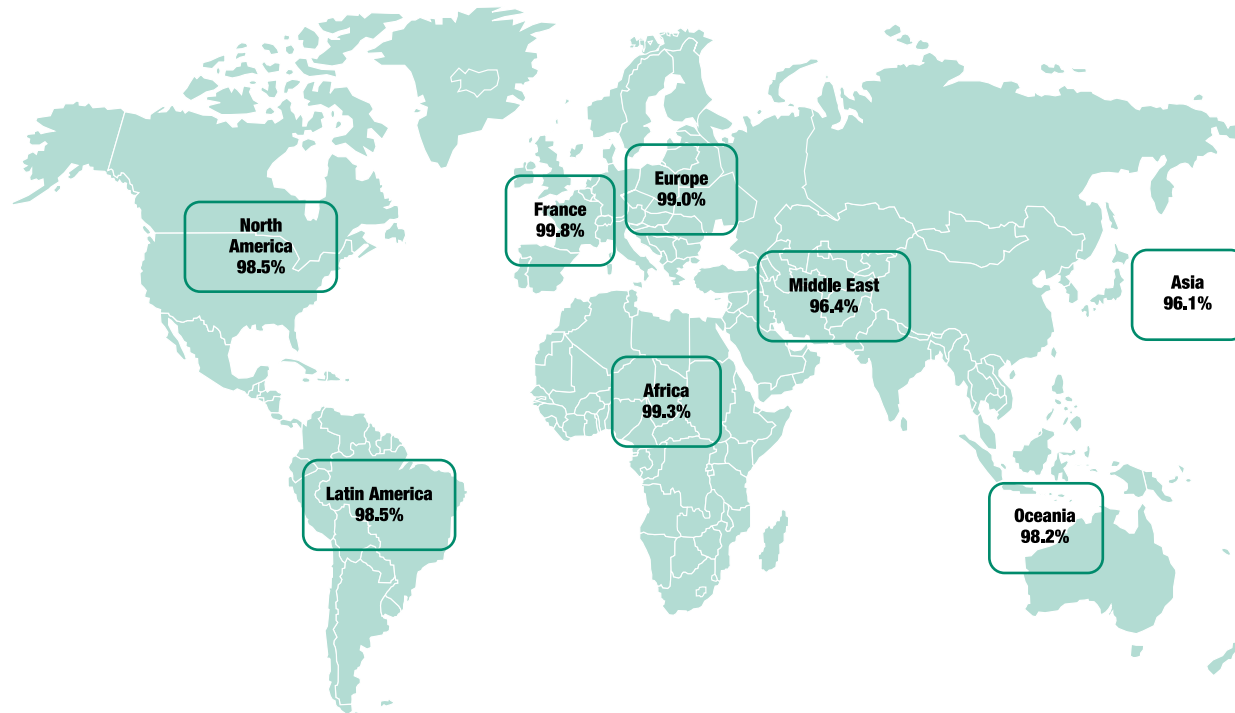 Europe
99.0%
France
99.8%
North
America
98.5%
Middle East
96.4%
Asia
96.1%
Africa
99.3%
Latin America
98.5%
Oceania
98.2%